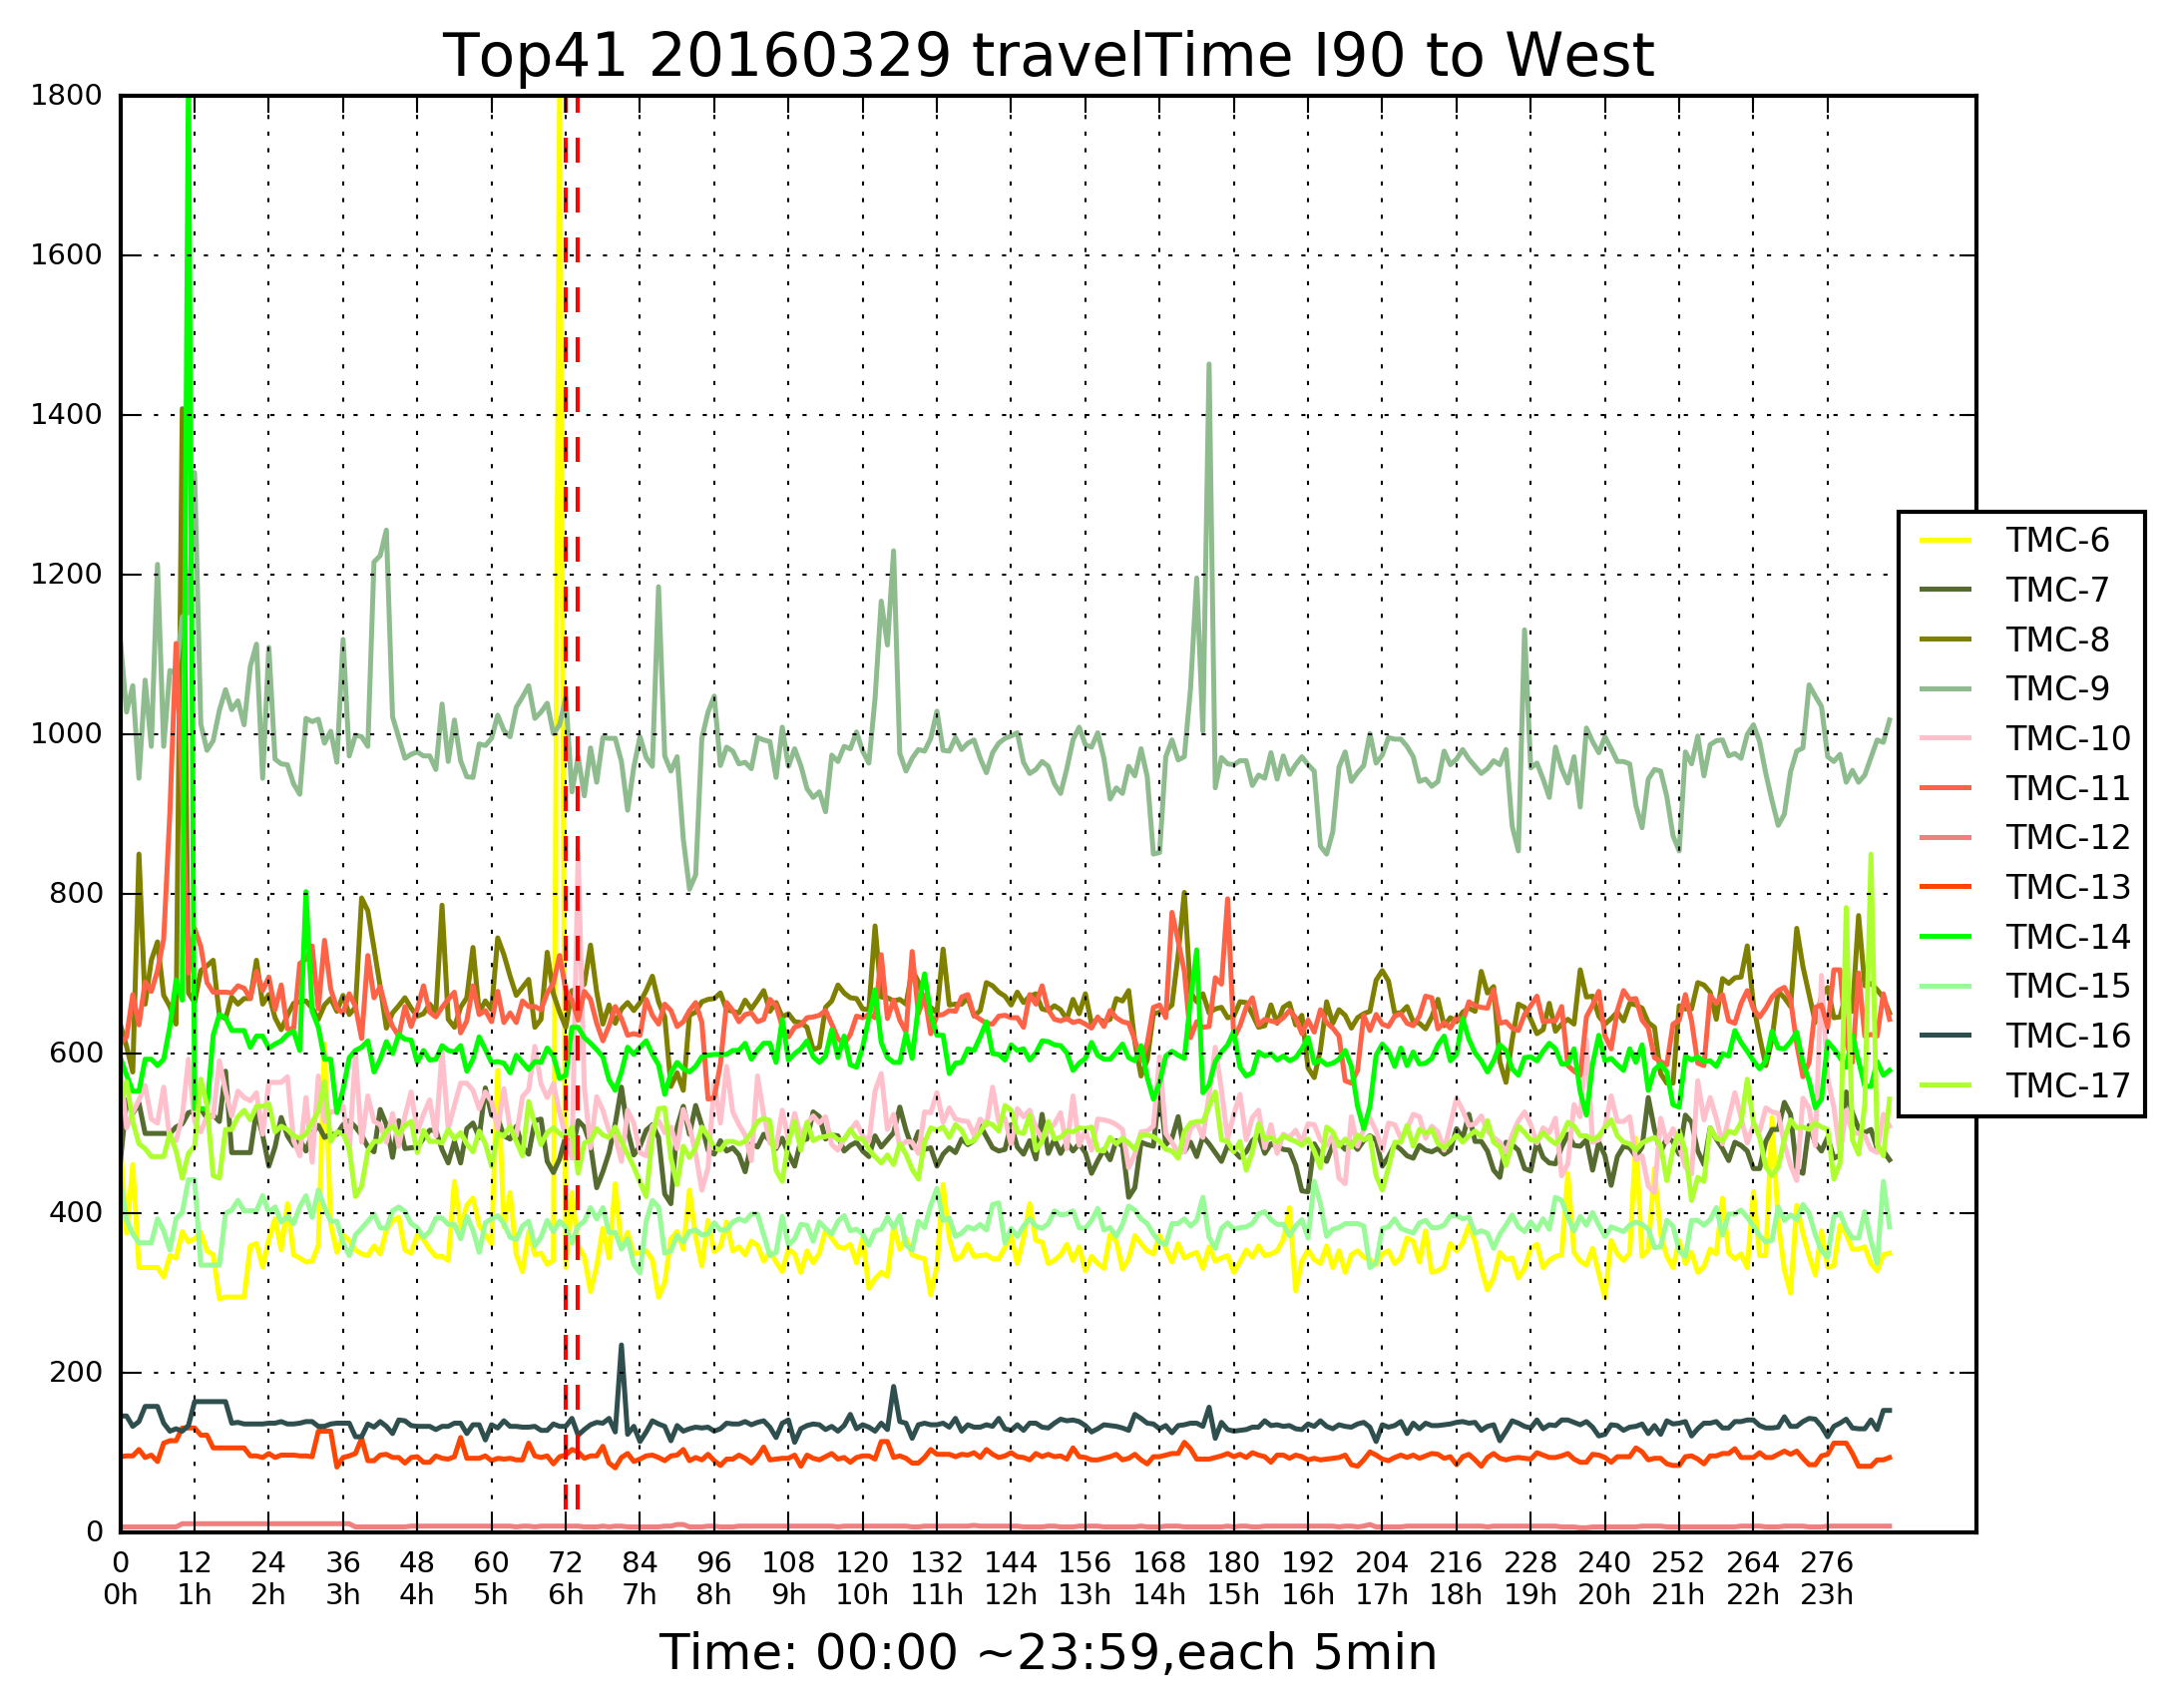 Top41 20160329 travelTime I90 to West
1800
1600
1400
1200
1000
800
600
400
200
0
TMC-6
TMC-7
TMC-8
TMC-9
TMC-10
TMC-11
TMC-12
TMC-13
TMC-14
TMC-15
TMC-16
TMC-17
0 12 24 36 48 60 72 84 96 108 120 132 144 156 168 180 192 204 216 228 240 252 264 276
0h 1h 2h 3h 4h 5h 6h 7h 8h 9h 10h 11h 12h 13h 14h 15h 16h 17h 18h 19h 20h 21h 22h 23h
Time: 00:00 ~23:59,each 5min